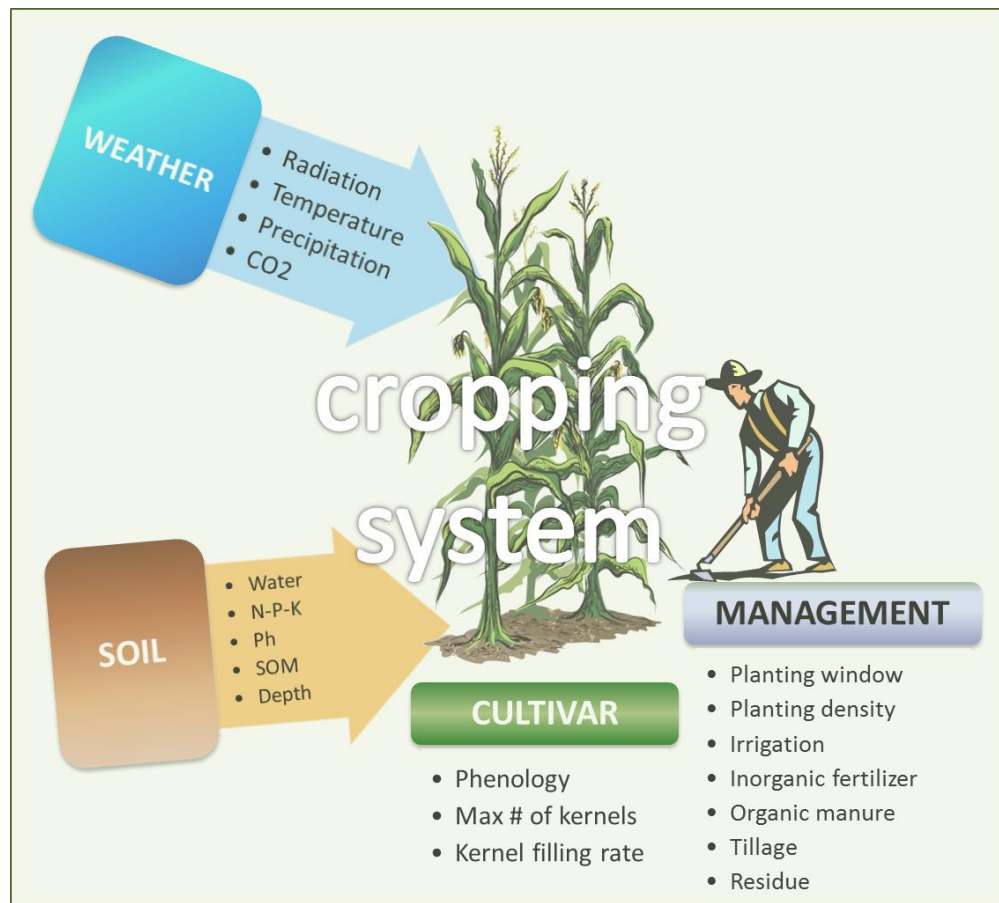 WEATHER
• Radiation
• Temperature
• Precipitation
• CO2
cropping
system
SOIL
• Water
• N-P-K
• Ph
• SOM
• Depth
CULTIVAR
• Phenology
• Max # of kernels
• Kernel filling rate
MANAGEMENT
• Planting window
• Planting density
• Irrigation
• Inorganic fertilizer
• Organic manure
• Tillage
• Residue